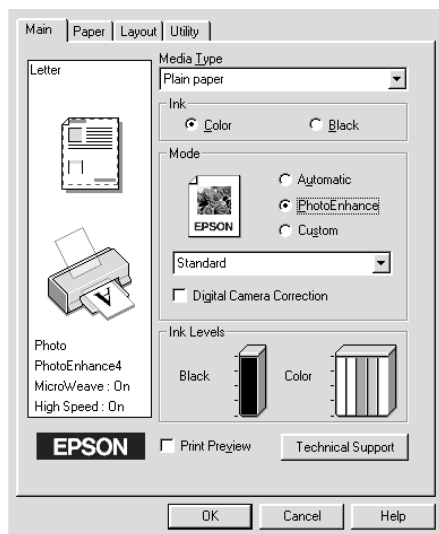 Main Paper Layout Utility
Letter
Media Type
Plain paper
Ink
Color Black
Mode
EPSON
Automatic
PhotoEnhance
Custom
Standard
Digital Camera Correction
A
Photo
PhotoEnhance4
MicroWeave : On
High Speed : On
Ink Levels
Black Color
EPSON
Print Preview Technical Support
OK Cancel Help